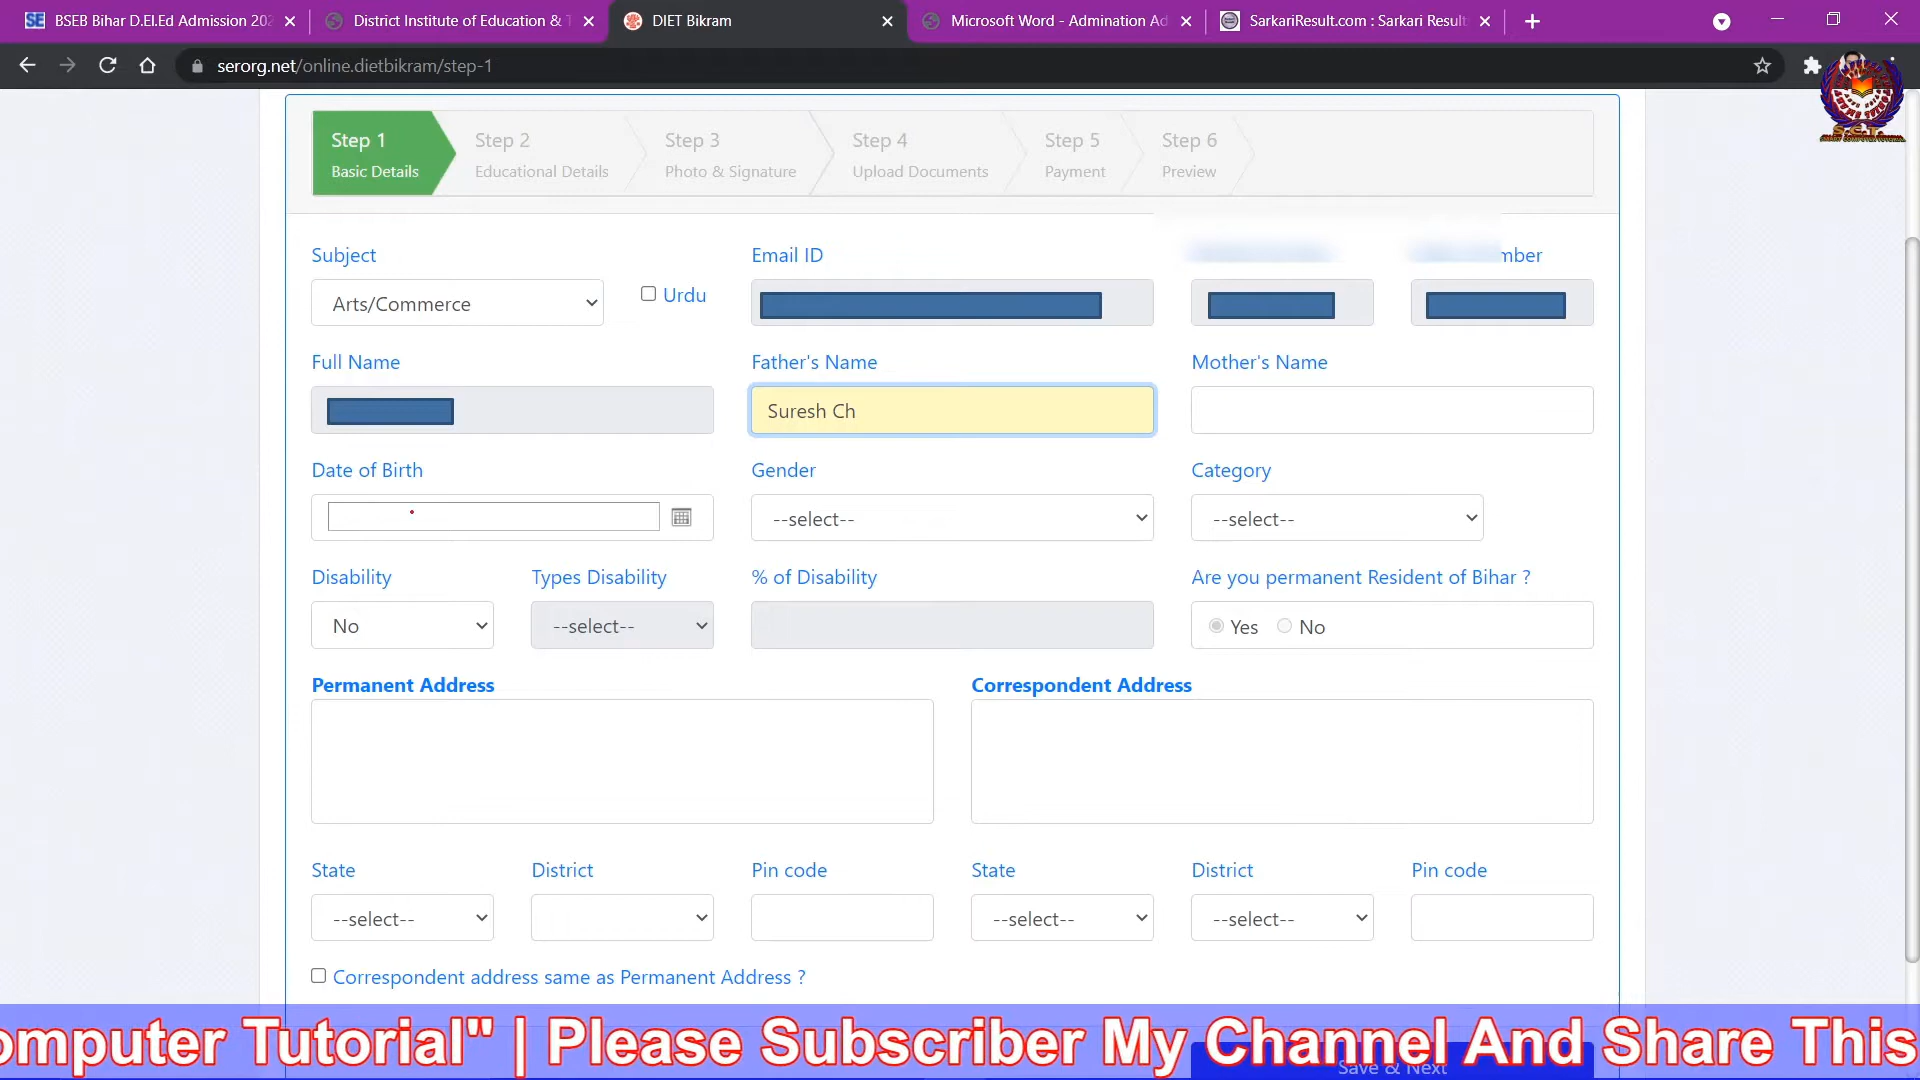 BSEB Bihar D.El.Ed Admission 202
District Institute of Education & T
DIET Bikram
Microsoft Word - Admination Ad
SarkariResult.com : Sarkari Result
serorg.net/online.dietbikram/step-1
Step 1
Basic Details
Step 2
Educational Details
Step 3
Photo & Signature
Step 4
Upload Documents
Step 5
Payment
Step 6
Preview
Subject
Email ID
mber
Arts/Commerce
Urdu
Full Name
Father's Name
Mother's Name
Suresh Ch
Date of Birth
Gender
Category
--select--
--select--
Disability
Types Disability
% of Disability
Are you permanent Resident of Bihar ?
No
--select--
Yes
No
Permanent Address
Correspondent Address
State
District
Pin code
State
District
Pin code
--select--
--select--
--select--
Correspondent address same as Permanent Address ?
omputer Tutorial" | Please Subscriber My Channel And Share This
Save & Next